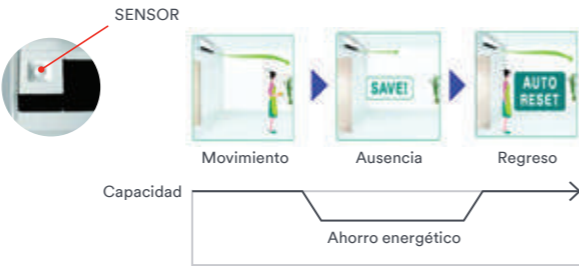 SENSOR
SAVE!
AUTO
RESET
Movimiento
Ausencia
Regreso
Capacidad
Ahorro energético